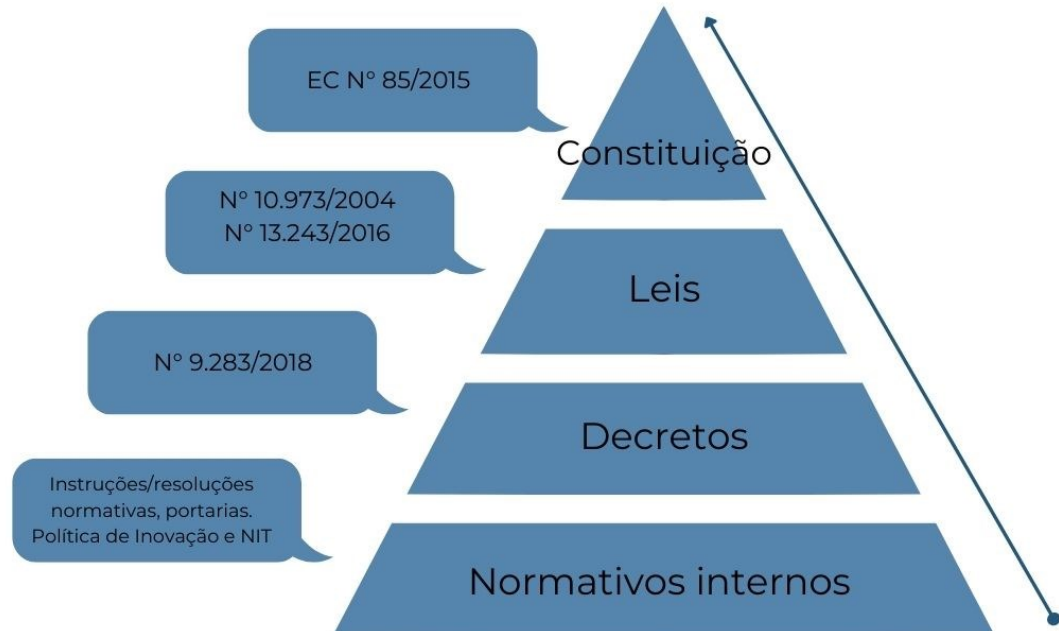 EC N° 85/2015
Constituição
N° 10.973/2004
N° 13.243/2016
Leis
N° 9.283/2018
Decretos
Instruções/resoluções
normativas, portarias.
Política de Inovação e NIT
Normativos internos